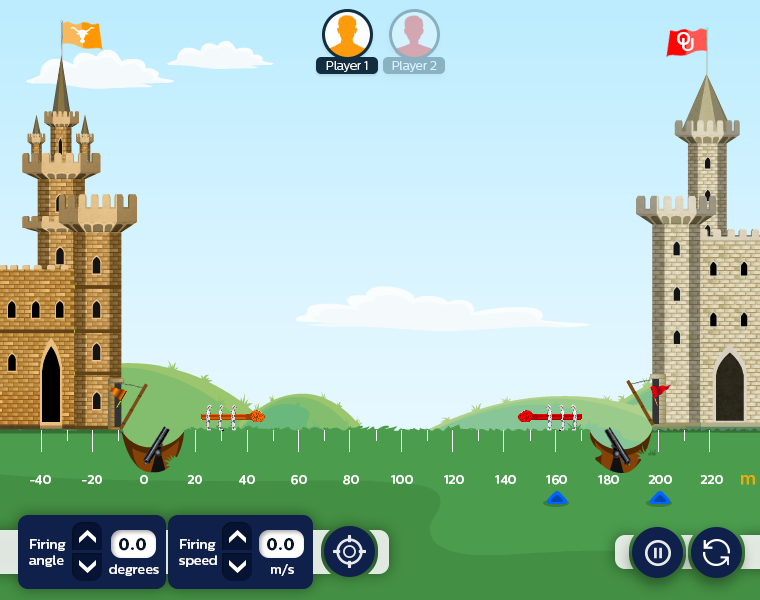 OU
Player 1 Player 2
-40 -20 0 20 40 60 80 100 120 140 160 180 200 220 m
Firing angle 0.0 degrees
Firing speed 0.0 m/s